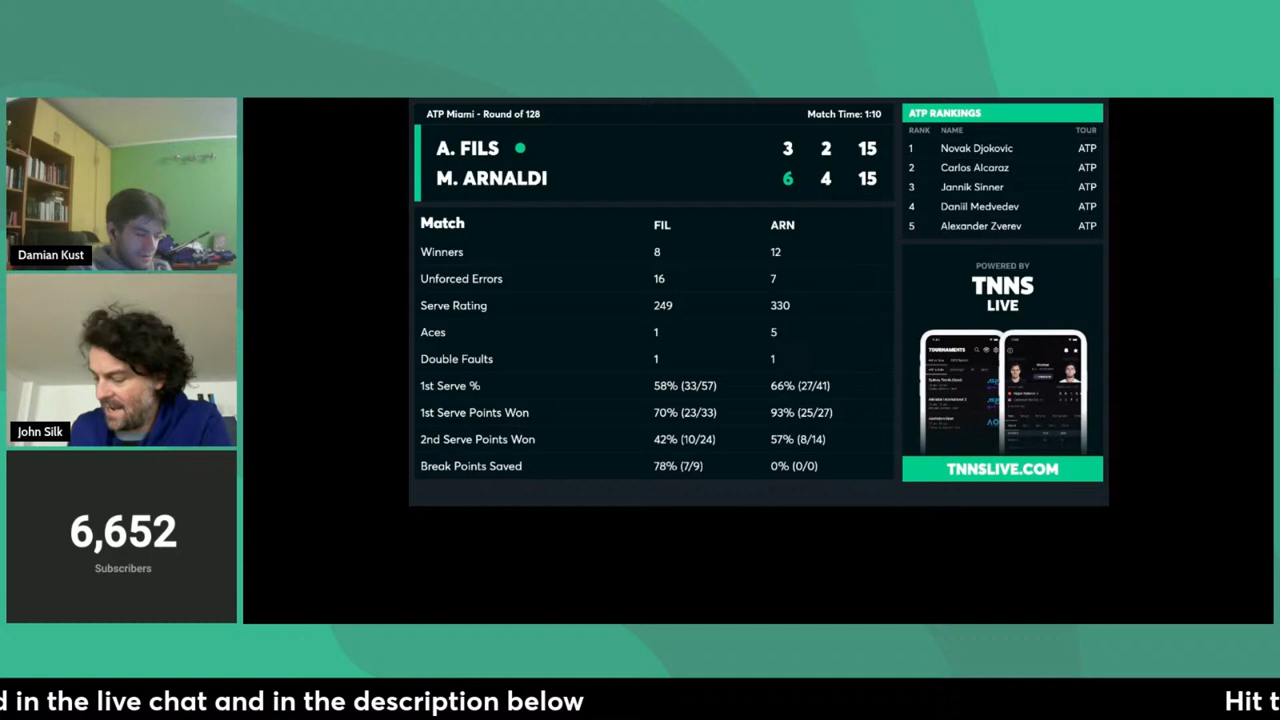 Damian Kust
John Silk
6,652
Subscribers
ATP Miami - Round of 128 Match Time: 1:10
A. FILS 3 2 15
M. ARNALDI 6 4 15
Match FIL ARN
Winners 8 12
Unforced Errors 16 7
Serve Rating 249 330
Aces 1 5
Double Faults 1 1
1st Serve % 58% (33/57) 66% (27/41)
1st Serve Points Won 70% (23/33) 93% (25/27)
2nd Serve Points Won 42% (10/24) 57% (8/14)
Break Points Saved 78% (7/9) 0% (0/0)
ATP RANKINGS
RANK NAME TOUR
1 Novak Djokovic ATP
2 Carlos Alcaraz ATP
3 Jannik Sinner ATP
4 Daniil Medvedev ATP
5 Alexander Zverev ATP
POWERED BY
TNNS
LIVE
TOURNAMENTS
TNNSLIVE.COM
d in the live chat and in the description below Hit t